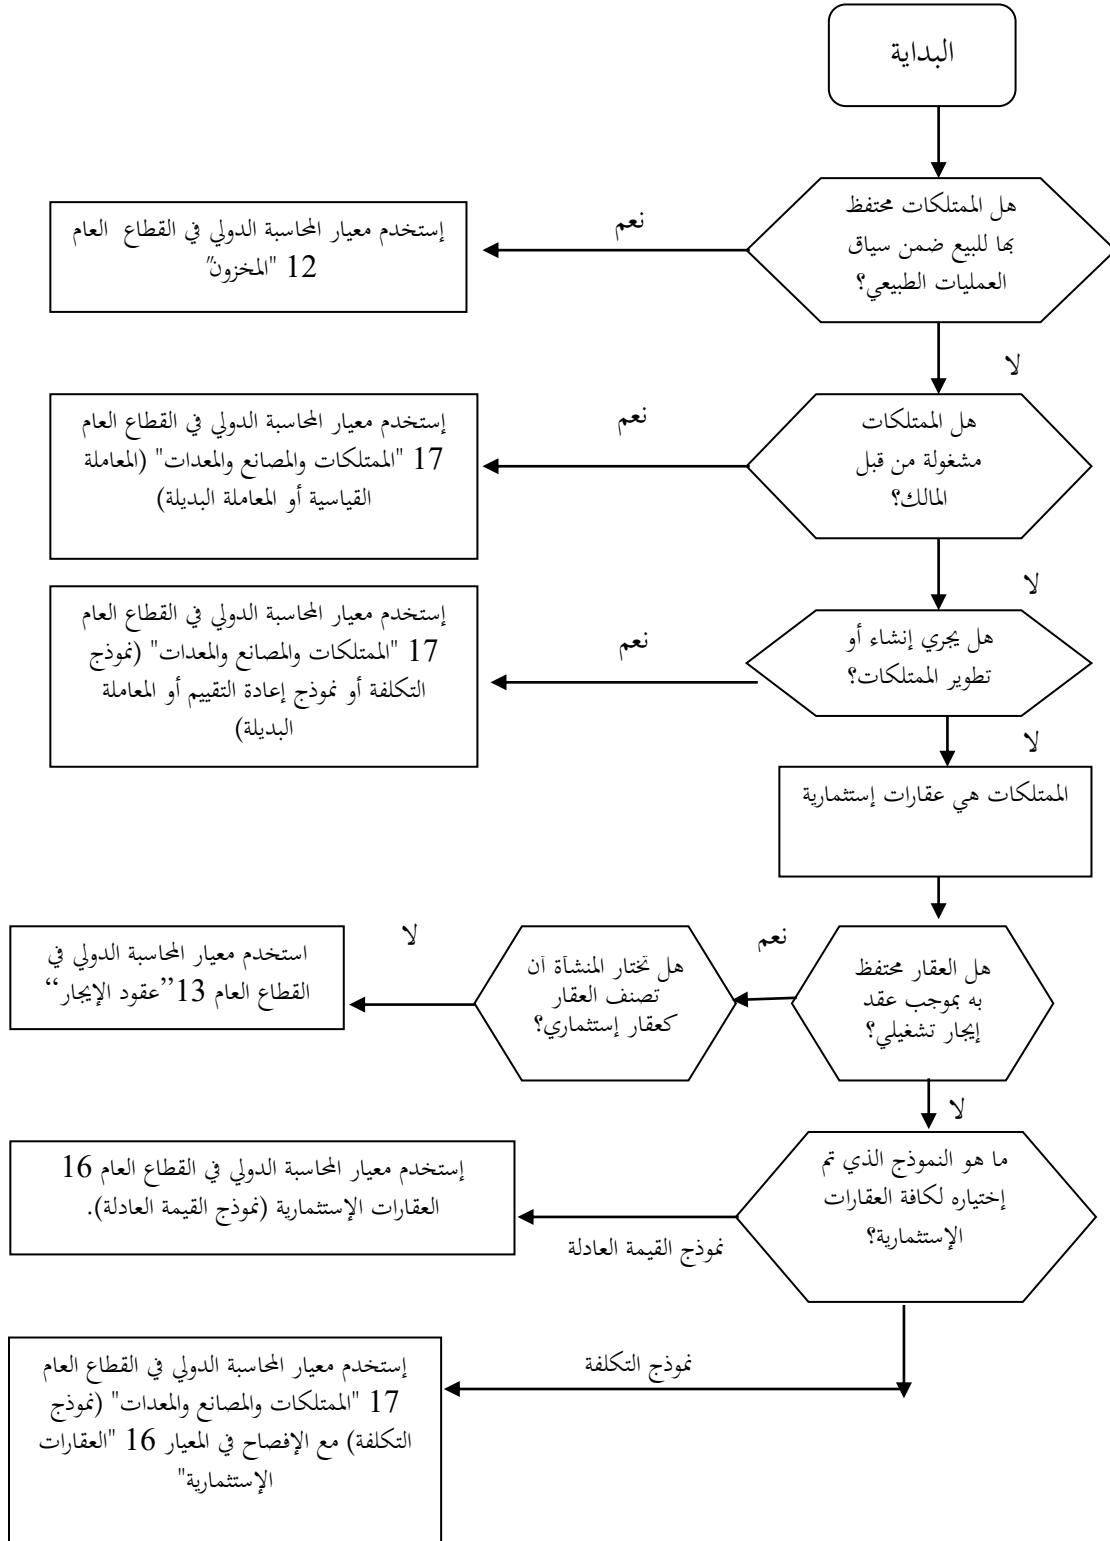 البداية
هل الممتلكات محتفظ
بها للبيع ضمن سياق
العمليات الطبيعي؟
نعم
إستخدم معيار المحاسبة الدولي في القطاع العام
12 "المخزون"
لا
هل الممتلكات
مشغولة من قبل
المالك؟
نعم
إستخدم معيار المحاسبة الدولي في القطاع العام
17 "الممتلكات والمصانع والمعدات" (المعاملة
القياسية أو المعاملة البديلة)
لا
هل يجري إنشاء أو
تطوير الممتلكات؟
نعم
إستخدم معيار المحاسبة الدولي في القطاع العام
17 "الممتلكات والمصانع والمعدات" (نموذج
التكلفة أو نموذج إعادة التقييم أو المعاملة
البديلة)
لا
الممتلكات هي عقارات إستثمارية
هل العقار محتفظ
به بموجب عقد
إيجار تشغيلي؟
نعم
هل تختار المنشأة أن
تصنف العقار
كعقار إستثماري؟
لا
استخدم معيار المحاسبة الدولي في
القطاع العام 13 ‘‘عقود الإيجار‘‘
لا
ما هو النموذج الذي تم
إختياره لكافة العقارات
الإستثمارية؟
نموذج القيمة العادلة
إستخدم معيار المحاسبة الدولي في القطاع العام 16
العقارات الإستثمارية (نموذج القيمة العادلة).
نموذج التكلفة
إستخدم معيار المحاسبة الدولي في القطاع العام
17 "الممتلكات والمصانع والمعدات" (نموذج
التكلفة) مع الإفصاح في المعيار 16 "العقارات
الإستثمارية"